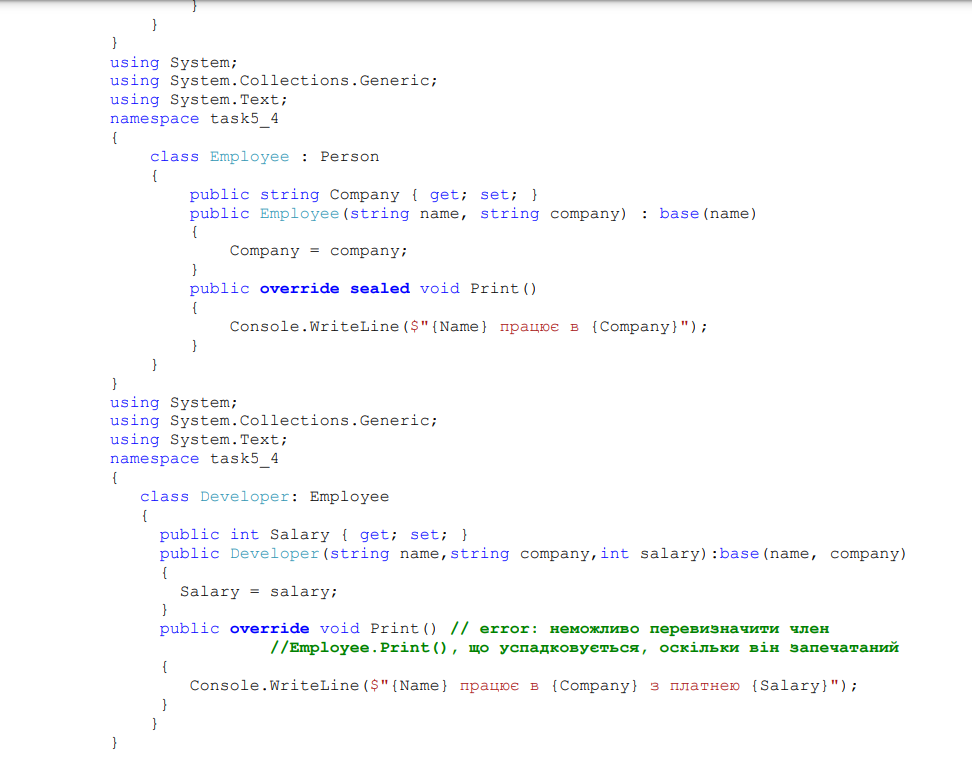 }
}
}
using System;
using System.Collections.Generic;
using System.Text;
namespace task5_4
{
class Employee : Person
{
public string Company { get; set; }
public Employee(string name, string company) : base(name)
{
Company = company;
}
public override sealed void Print()
{
Console.WriteLine($"{Name} працює в {Company}");
}
}
}
using System;
using System.Collections.Generic;
using System.Text;
namespace task5_4
{
class Developer: Employee
{
public int Salary { get; set; }
public Developer(string name,string company,int salary):base(name, company)
{
Salary = salary;
}
public override void Print() // error: неможливо перевизначити член
//Employee.Print(), що успадковується, оскільки він запечатаний
{
Console.WriteLine($"{Name} працює в {Company} з платнею {Salary}");
}
}
}